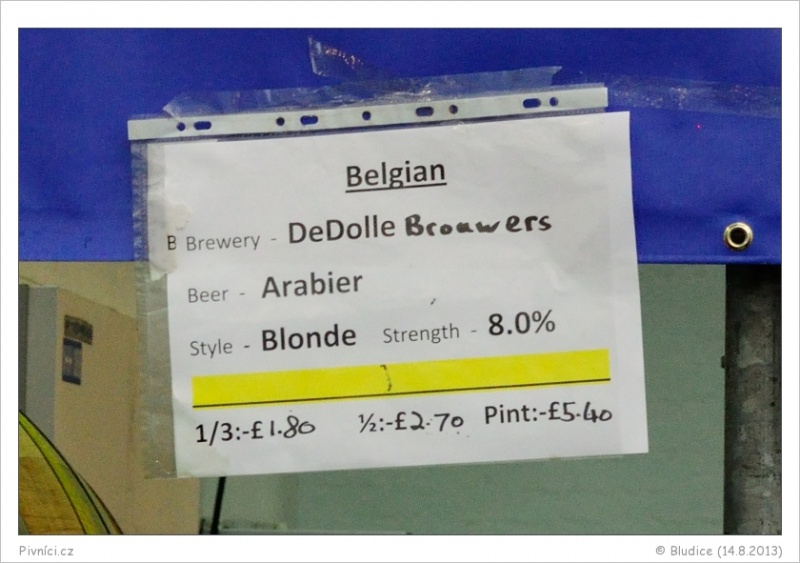 Belgian
B Brewery - DeDolle Brouwers
Beer - Arabier
Style - Blonde Strength - 8.0%
1/3:-£1.80 ½:-£2.70 Pint:-£5.40
Pivníci.cz © Bludice (14.8.2013)